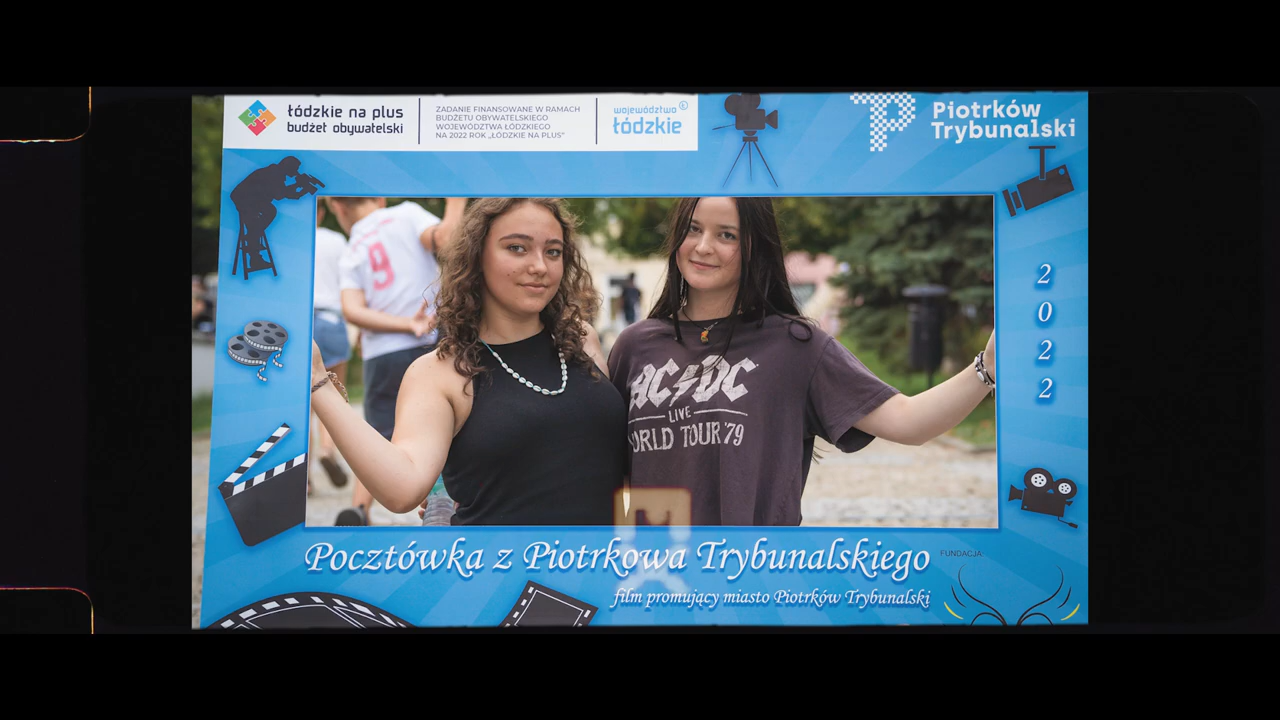 łódzkie na plus
budżet obywatelski
ZADANIE FINANSOWANE W RAMACH
BUDŻETU OBYWATELSKIEGO
WOJEWÓDZTWA ŁÓDZKIEGO
NA 2022 ROK „ŁÓDZKIE NA PLUS"
województwo
łódzkie
Piotrków
Trybunalski
2
0
2
2
9
AC DC
LIVE
ORLD TOUR '79
Pocztówka z Piotrkowa Trybunalskiego
film promujący miasto Piotrków Trybunalski
FUNDACJA: